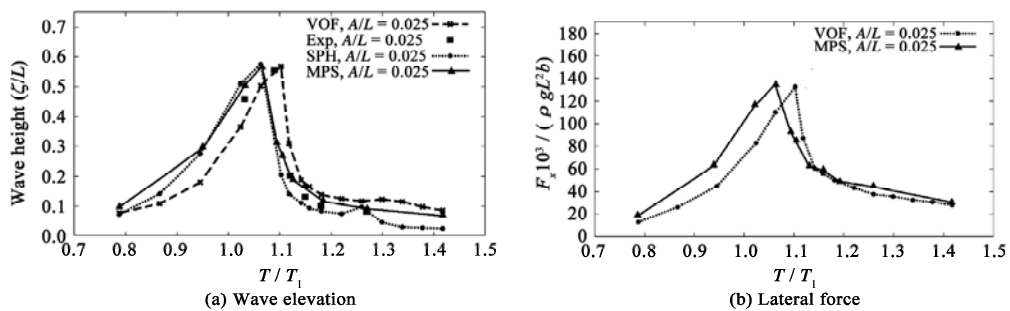 0.7
0.6
0.5
0.4
0.3
0.2
0.1
0.0
Wave height (ζ/L)
VOF, A/L = 0.025
Exp, A/L = 0.025
SPH, A/L = 0.025
MPS, A/L = 0.025
0.7 0.8 0.9 1.0 1.1 1.2 1.3 1.4 1.5
T / T₁
(a) Wave elevation
180
160
140
120
100
80
60
40
20
0
Fₓ10³ / ( ρ gL²b)
VOF, A/L = 0.025
MPS, A/L = 0.025
0.7 0.8 0.9 1.0 1.1 1.2 1.3 1.4 1.5
T / T₁
(b) Lateral force